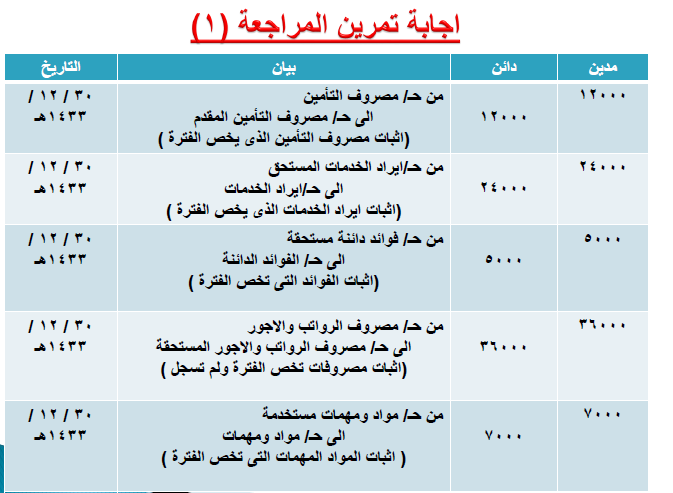 اجابة تمرين المراجعة (١)
مدين دائن بيان التاريخ
١٢٠٠٠ من حـ/ مصروف التأمين ٣٠ / ١٢ /
١٢٠٠٠ الى حـ/ مصروف التأمين المقدم ١٤٣٣هـ
(اثبات مصروف التأمين الذى يخص الفترة )
٢٤٠٠٠ من حـ/ايراد الخدمات المستحق ٣٠ / ١٢ /
٢٤٠٠٠ الى حـ/ايراد الخدمات ١٤٣٣هـ
(اثبات ايراد الخدمات الذى يخص الفترة )
٥٠٠٠ من حـ/ فوائد دائنة مستحقة ٣٠ / ١٢ /
٥٠٠٠ الى حـ/ الفوائد الدائنة ١٤٣٣هـ
(اثبات الفوائد التى تخص الفترة )
٣٦٠٠٠ من حـ/ مصروف الرواتب والاجور ٣٠ / ١٢ /
٣٦٠٠٠ الى حـ/ مصروف الرواتب والاجور المستحقة ١٤٣٣هـ
(اثبات مصروفات تخص الفترة ولم تسجل )
٧٠٠٠ من حـ/ مواد ومهمات مستخدمة ٣٠ / ١٢ /
٧٠٠٠ الى حـ/ مواد ومهمات ١٤٣٣هـ
( اثبات المواد المهمات التى تخص الفترة )